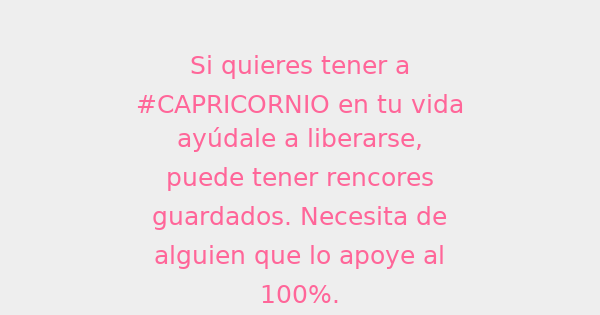 Si quieres tener a
#CAPRICORNIO en tu vida
ayúdale a liberarse,
puede tener rencores
guardados. Necesita de
alguien que lo apoye al
100%.